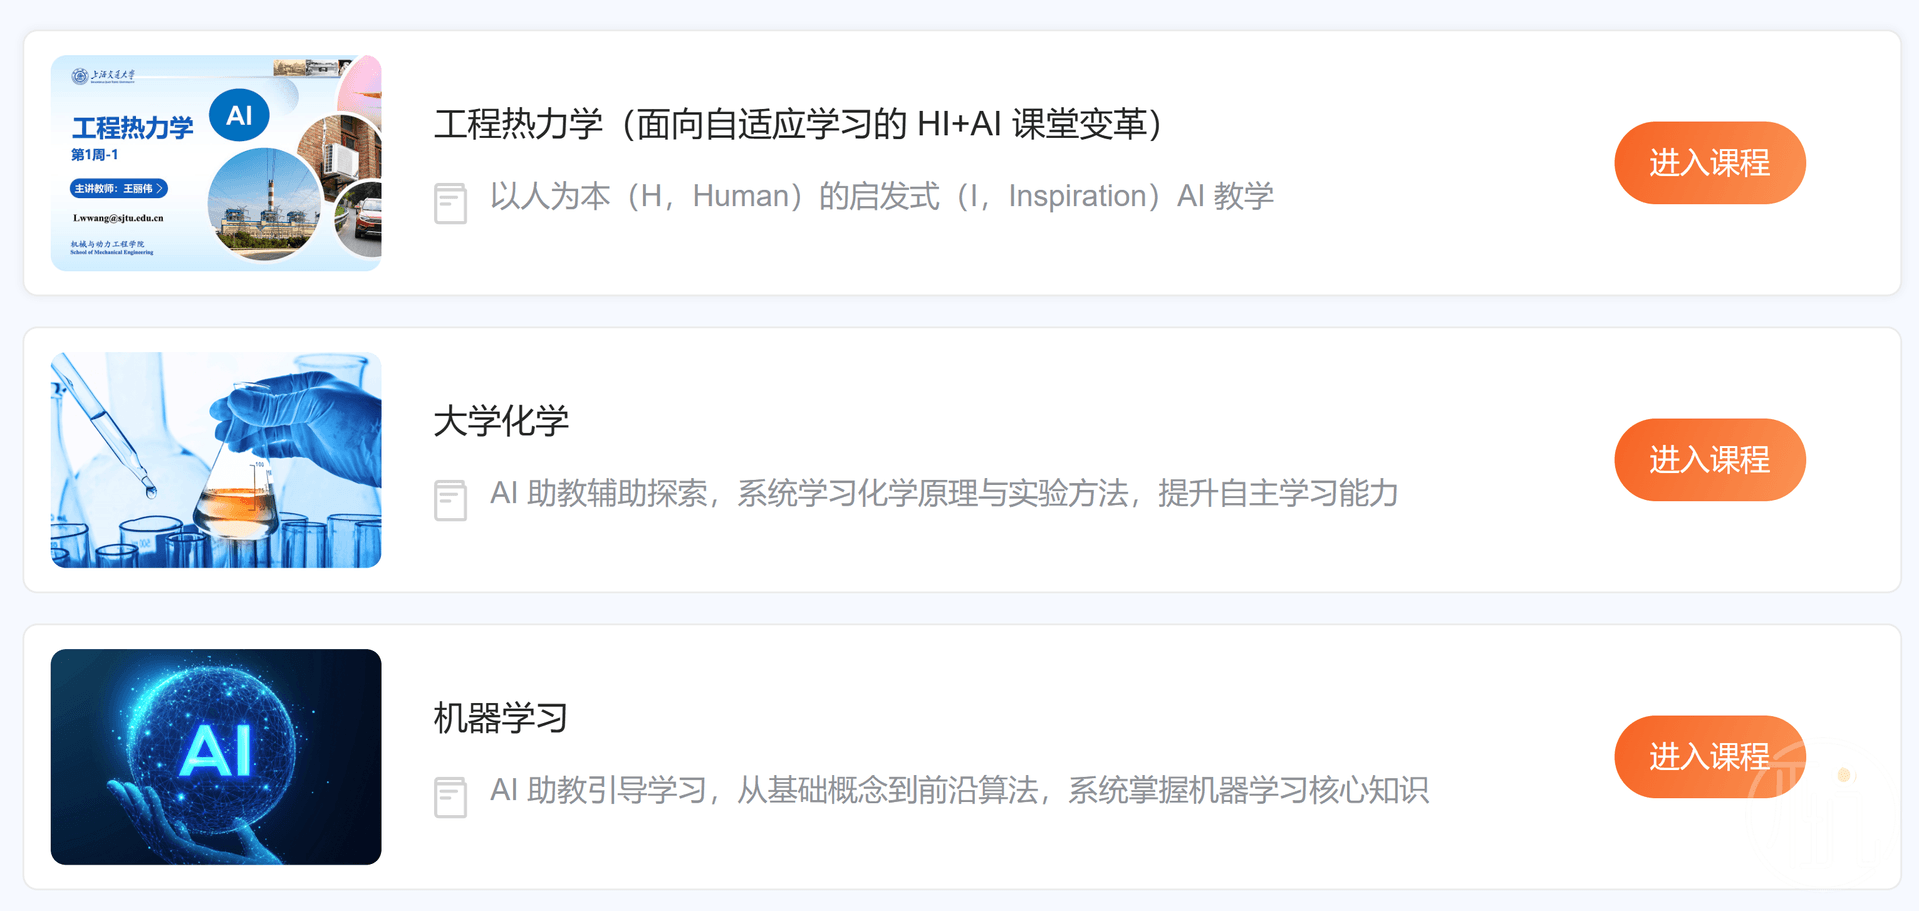 上海交通大学
工程热力学
AI
第1周-1
主讲教师：王丽伟
Lwwang@sjtu.edu.cn
机械与动力工程学院
School of Mechanical Engineering
工程热力学（面向自适应学习的 HI+AI 课堂变革）
以人为本（H，Human）的启发式（I，Inspiration）AI 教学
进入课程
大学化学
AI 助教辅助探索，系统学习化学原理与实验方法，提升自主学习能力
进入课程
AI
机器学习
AI 助教引导学习，从基础概念到前沿算法，系统掌握机器学习核心知识
进入课程